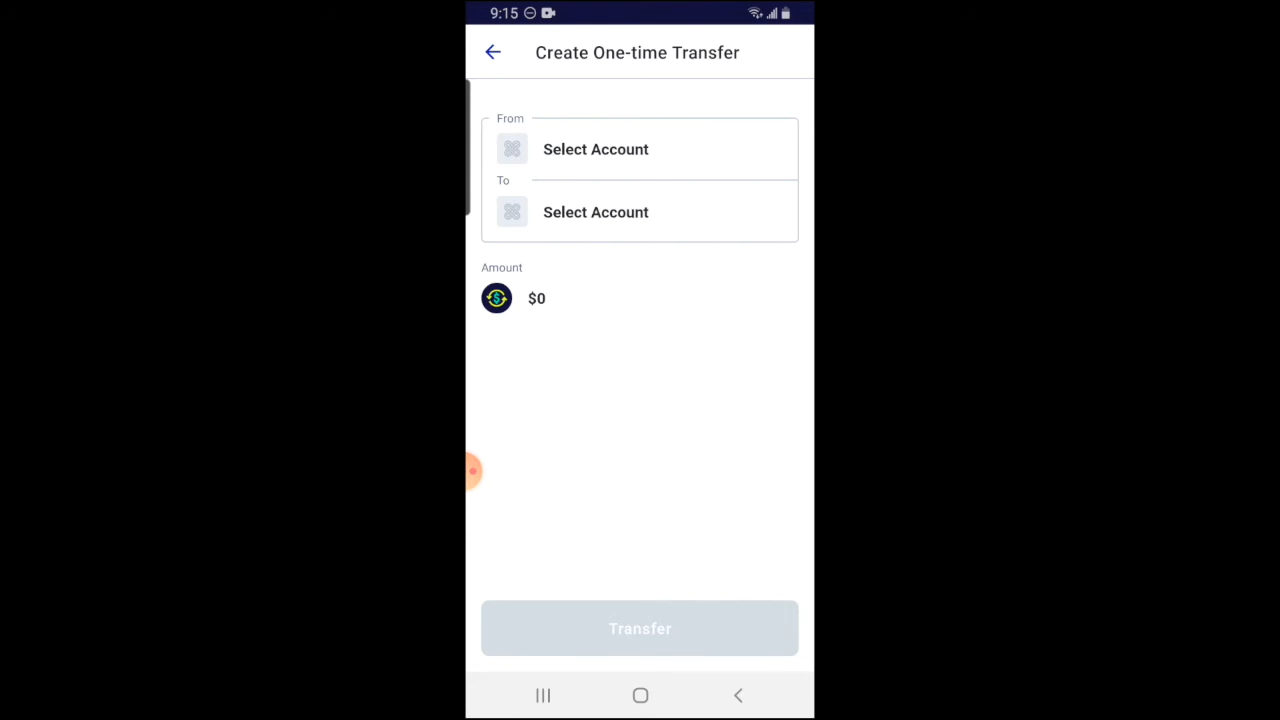 9:15
Create One-time Transfer
From
Select Account
To
Select Account
Amount
$0
Transfer